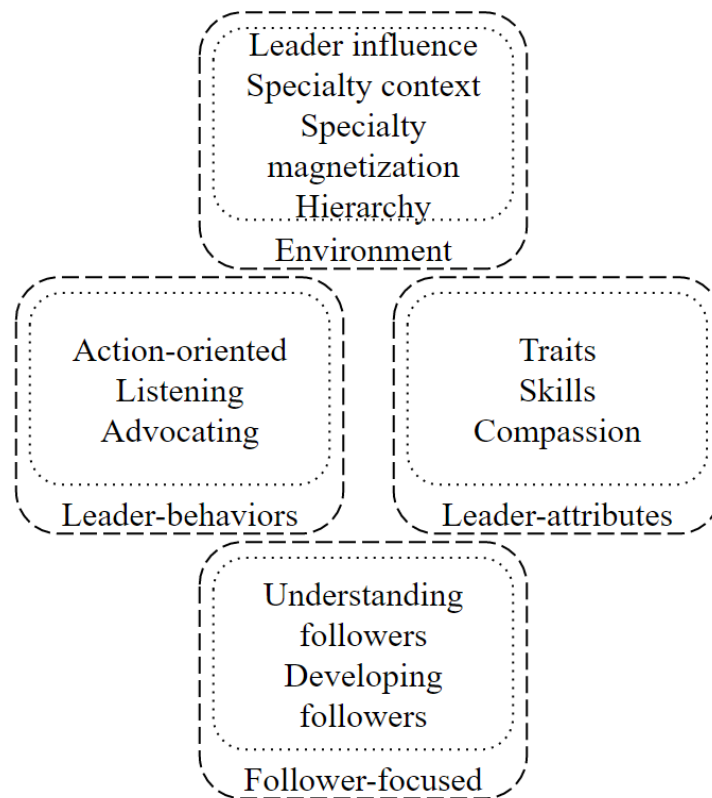 Leader influence
Specialty context
Specialty
magnetization
Hierarchy
Environment
Action-oriented
Listening
Advocating
Leader-behaviors
Traits
Skills
Compassion
Leader-attributes
Understanding
followers
Developing
followers
Follower-focused